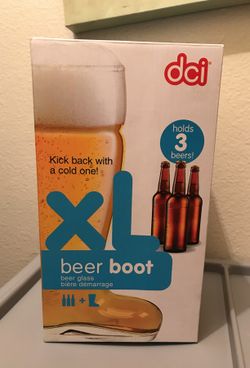 dci
holds
3
beers!
Kick back with
a cold one!
XL
beer boot
beer glass
bière démarrage
+